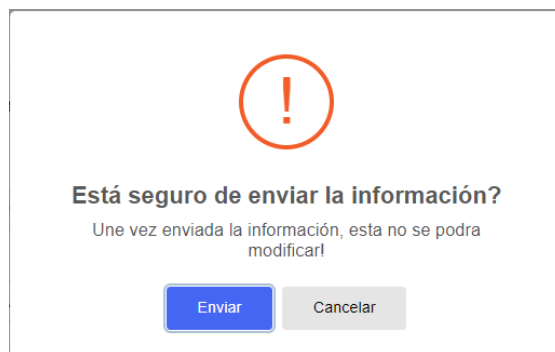 !
Está seguro de enviar la información?
Une vez enviada la información, esta no se podra
modificar!
Enviar
Cancelar